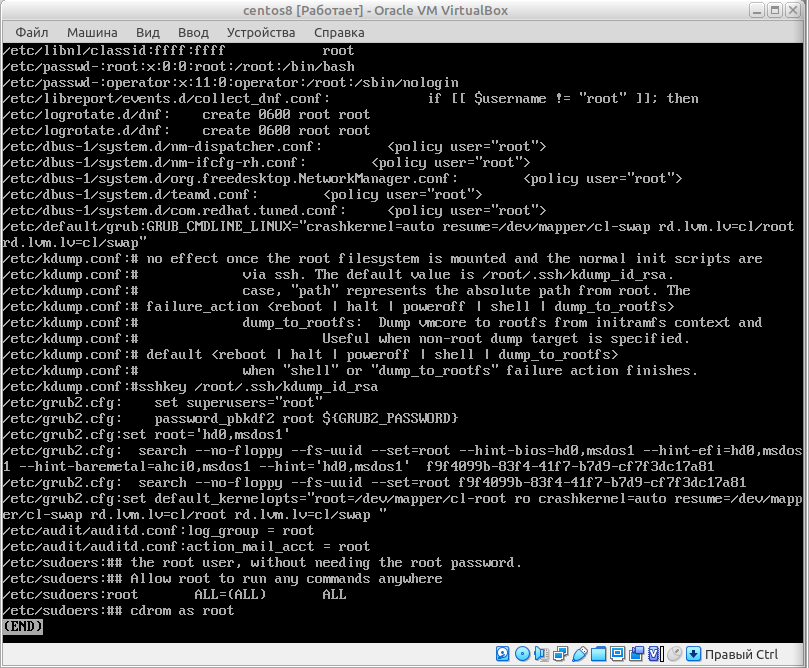 centos8 [Работает] - Oracle VM VirtualBox
Файл Машина Вид Ввод Устройства Справка
/etc/libnl/classid:ffff:ffff            root
/etc/passwd-:root:x:0:0:root:/root:/bin/bash
/etc/passwd-:operator:x:11:0:operator:/root:/sbin/nologin
/etc/libreport/events.d/collect_dnf.conf:            if [[ $username != "root" ]]; then
/etc/logrotate.d/dnf:    create 0600 root root
/etc/logrotate.d/dnf:    create 0600 root root
/etc/dbus-1/system.d/nm-dispatcher.conf:        <policy user="root">
/etc/dbus-1/system.d/nm-ifcfg-rh.conf:        <policy user="root">
/etc/dbus-1/system.d/org.freedesktop.NetworkManager.conf:        <policy user="root">
/etc/dbus-1/system.d/teamd.conf:        <policy user="root">
/etc/dbus-1/system.d/com.redhat.tuned.conf:     <policy user="root">
/etc/default/grub:GRUB_CMDLINE_LINUX="crashkernel=auto resume=/dev/mapper/cl-swap rd.lvm.lv=cl/root
rd.lvm.lv=cl/swap"
/etc/kdump.conf:# no effect once the root filesystem is mounted and the normal init scripts are
/etc/kdump.conf:#             via ssh. The default value is /root/.ssh/kdump_id_rsa.
/etc/kdump.conf:#             case, "path" represents the absolute path from root. The
/etc/kdump.conf:# failure_action <reboot | halt | poweroff | shell | dump_to_rootfs>
/etc/kdump.conf:#             dump_to_rootfs:  Dump vmcore to rootfs from initramfs context and
/etc/kdump.conf:#                       Useful when non-root dump target is specified.
/etc/kdump.conf:# default <reboot | halt | poweroff | shell | dump_to_rootfs>
/etc/kdump.conf:#             when "shell" or "dump_to_rootfs" failure action finishes.
/etc/kdump.conf:#sshkey /root/.ssh/kdump_id_rsa
/etc/grub2.cfg:    set superusers="root"
/etc/grub2.cfg:    password_pbkdf2 root ${GRUB2_PASSWORD}
/etc/grub2.cfg:set root='hd0,msdos1'
/etc/grub2.cfg:  search --no-floppy --fs-uuid --set=root --hint-bios=hd0,msdos1 --hint-efi=hd0,msdos
1 --hint-baremetal=ahci0,msdos1 --hint='hd0,msdos1'  f9f4099b-83f4-41f7-b7d9-cf7f3dc17a81
/etc/grub2.cfg:  search --no-floppy --fs-uuid --set=root f9f4099b-83f4-41f7-b7d9-cf7f3dc17a81
/etc/grub2.cfg:set default_kernelopts="root=/dev/mapper/cl-root ro crashkernel=auto resume=/dev/mapp
er/cl-swap rd.lvm.lv=cl/root rd.lvm.lv=cl/swap "
/etc/audit/auditd.conf:log_group = root
/etc/audit/auditd.conf:action_mail_acct = root
/etc/sudoers:## the root user, without needing the root password.
/etc/sudoers:## Allow root to run any commands anywhere
/etc/sudoers:root       ALL=(ALL)       ALL
/etc/sudoers:## cdrom as root
(END)
Правый Ctrl